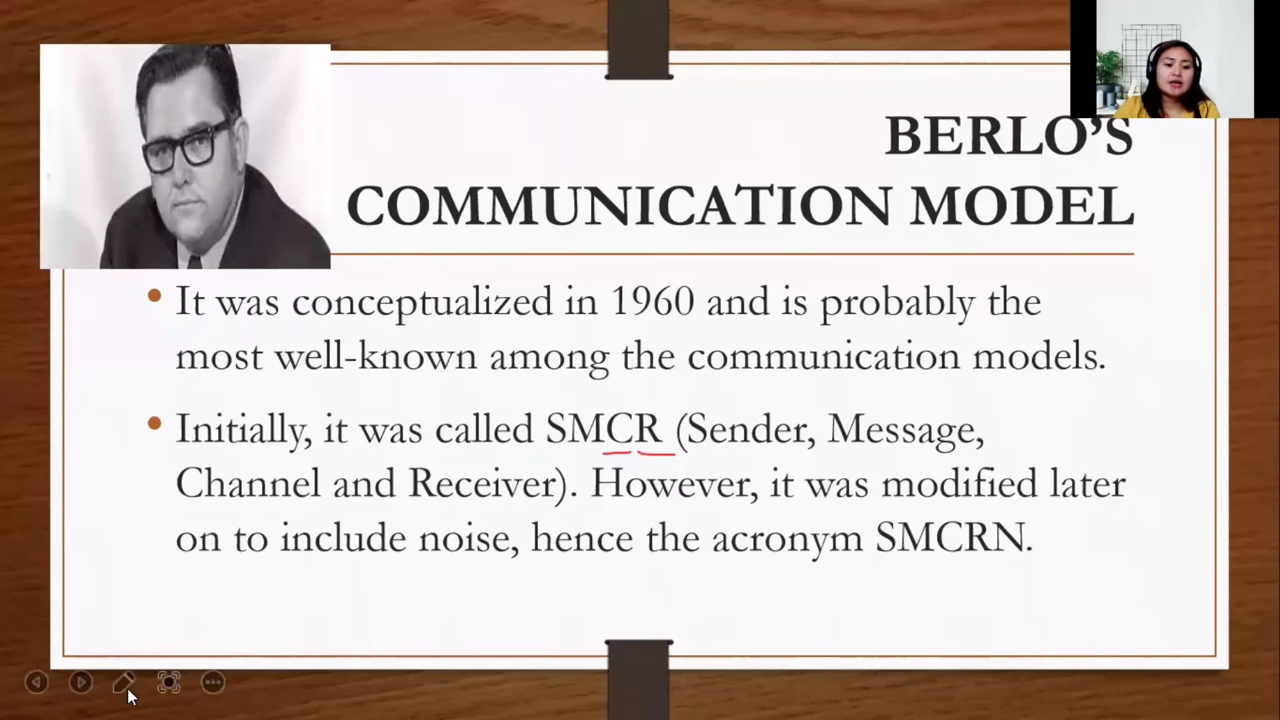 BERLO'S
COMMUNICATION MODEL
• It was conceptualized in 1960 and is probably the
most well-known among the communication models.
• Initially, it was called SMCR (Sender, Message,
Channel and Receiver). However, it was modified later
on to include noise, hence the acronym SMCRN.